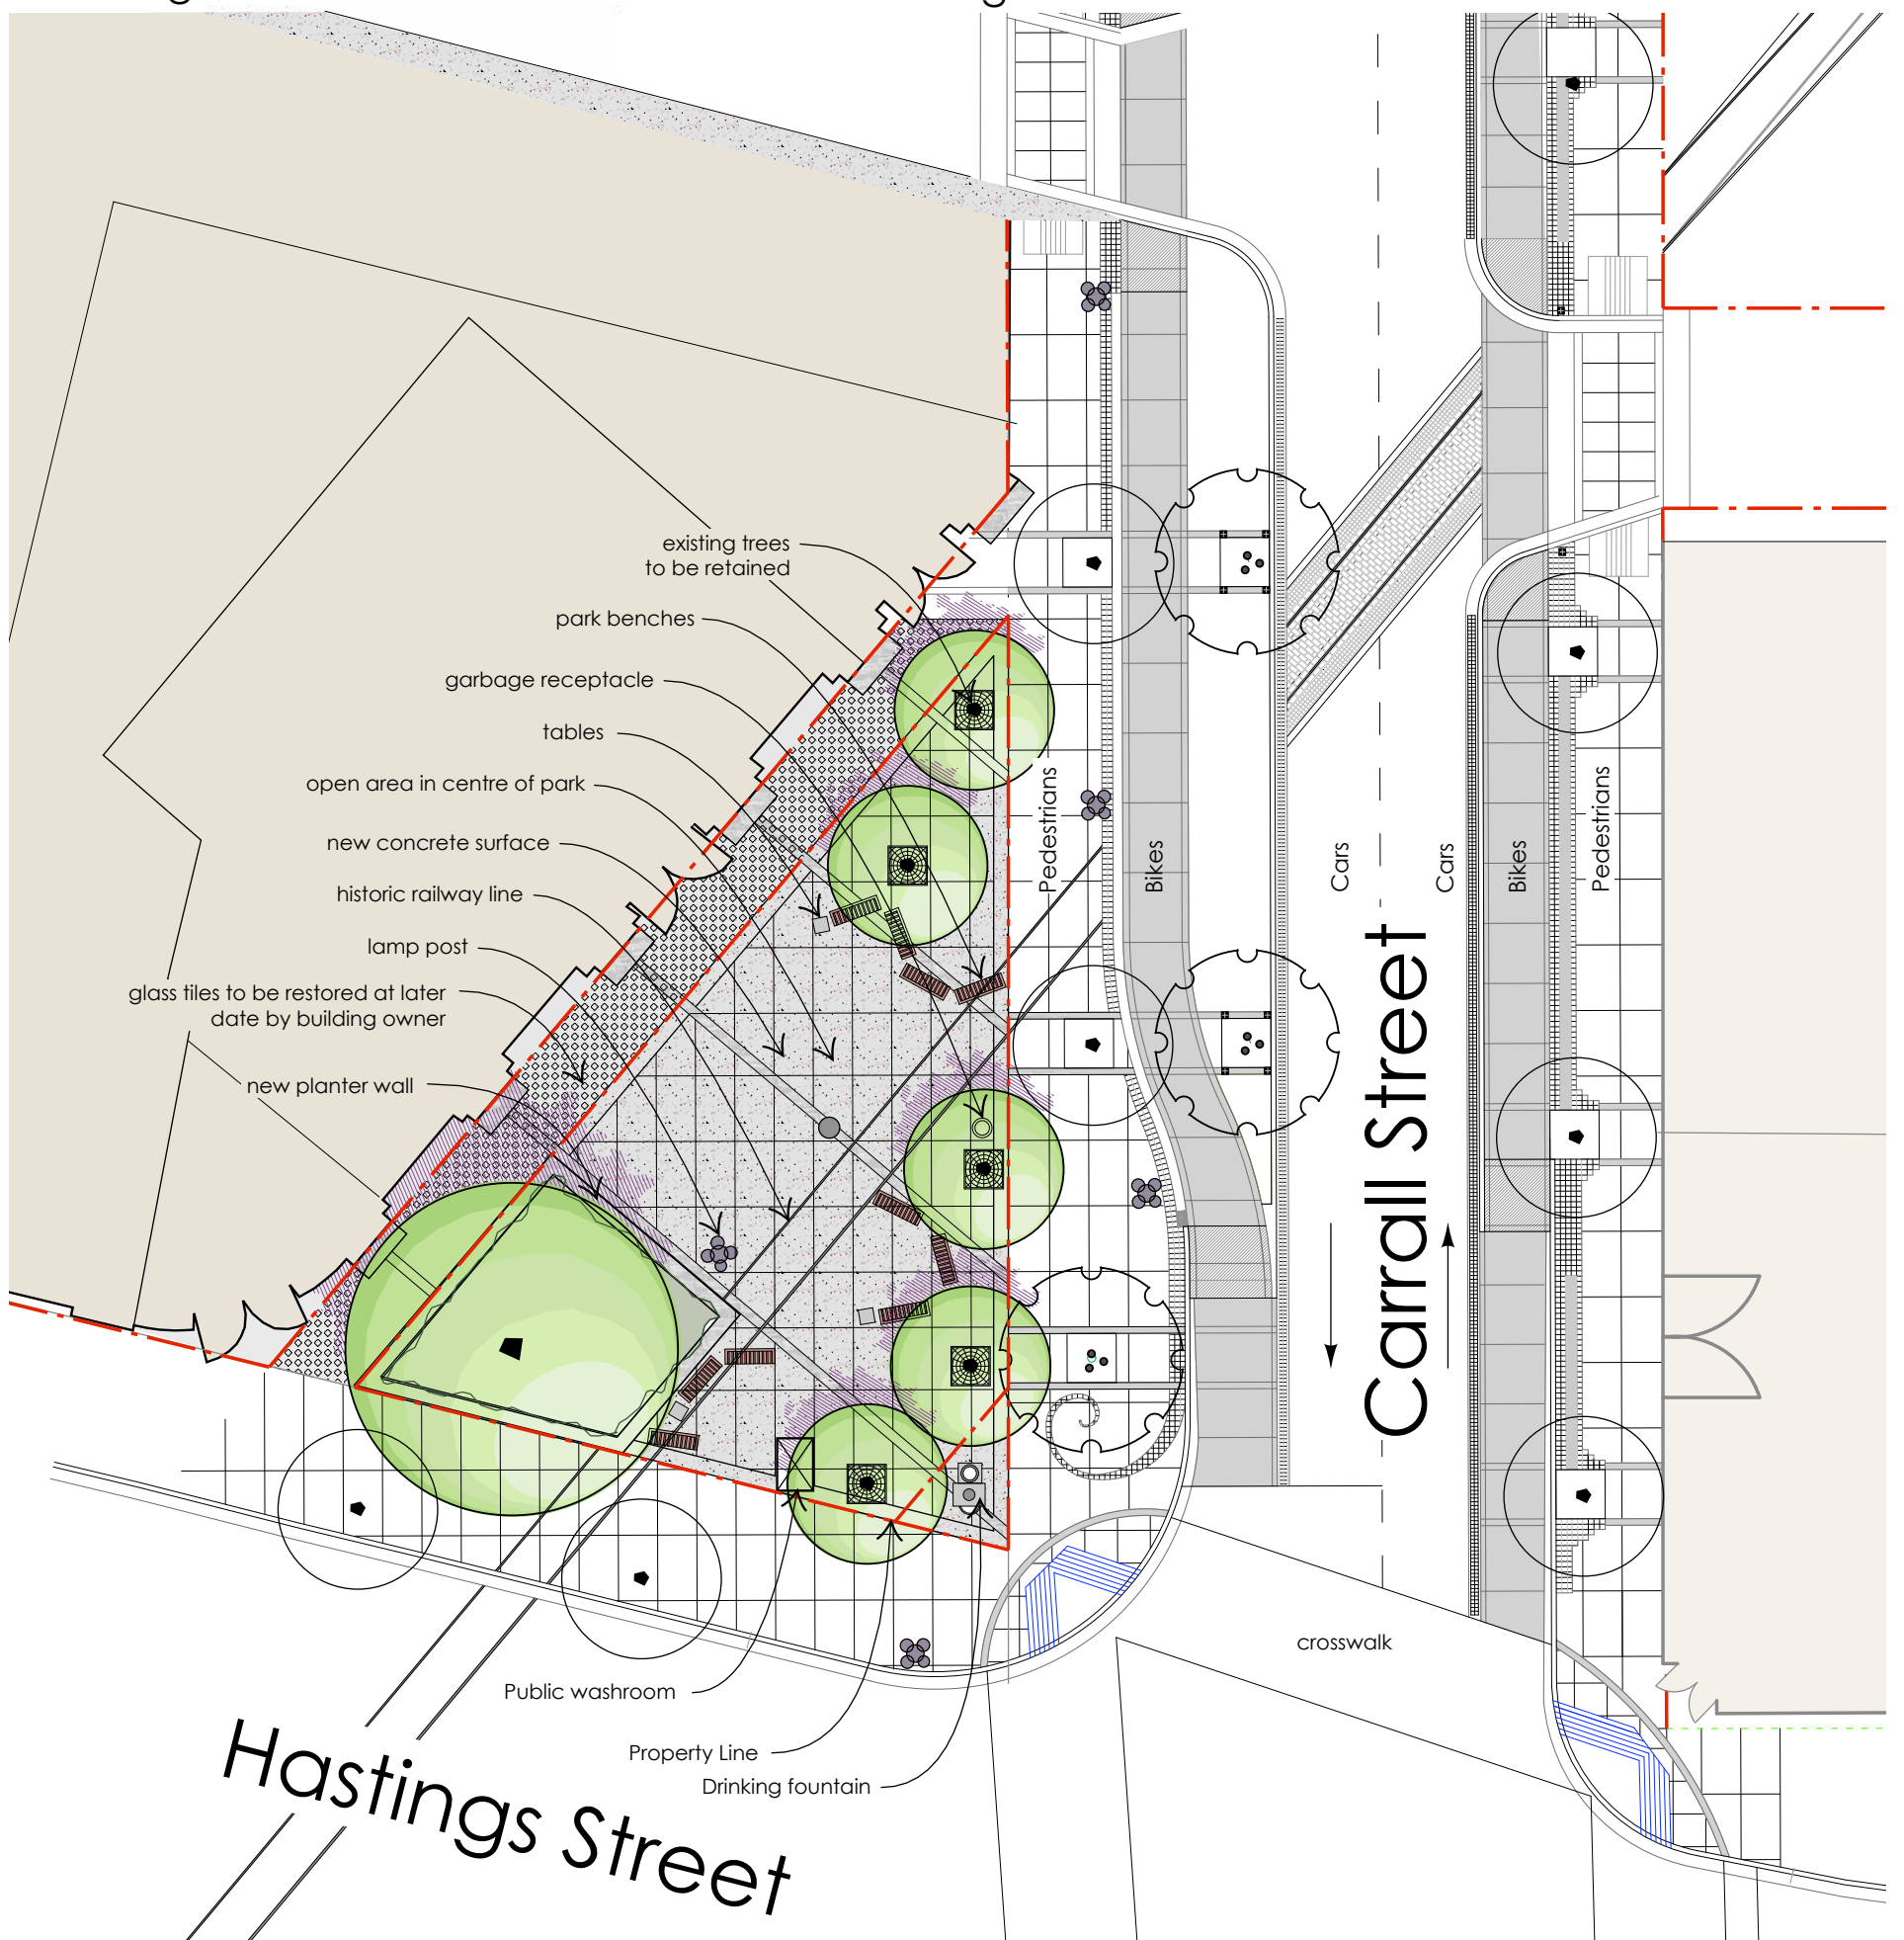 existing trees
to be retained
park benches
garbage receptacle
tables
open area in centre of park
new concrete surface
historic railway line
lamp post
glass tiles to be restored at later
date by building owner
new planter wall
Pedestrians
Bikes
Cars
Cars
Bikes
Pedestrians
Carrall Street
crosswalk
Public washroom
Property Line
Drinking fountain
Hastings Street